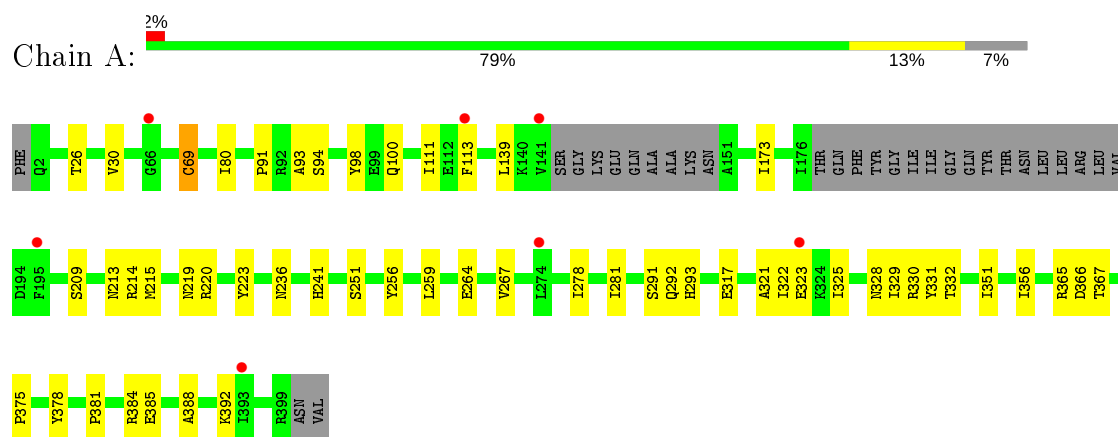 2%
Chain A:
79% 13% 7%
PHE Q2 T26 V30 G66 C69 I80 P91 R92 A93 S94 Y98 E99 Q100 I111 E112 F113 L139 K140 V141 SER GLY LYS GLU GLN ALA ALA LYS ASN A151 I173 I176 THR GLN PHE TYR GLY ILE ILE GLY GLN TYR THR ASN LEU LEU ARG LEU VAL
D194 F195 S209 N213 R214 M215 N219 R220 Y223 N236 H241 S251 Y256 L259 E264 V267 L274 I278 I281 S291 Q292 H293 E317 A321 I322 E323 K324 I325 N328 I329 R330 Y331 T332 I351 I356 R365 D366 T367
P375 Y378 P381 R384 E385 A388 K392 I393 R399 ASN VAL